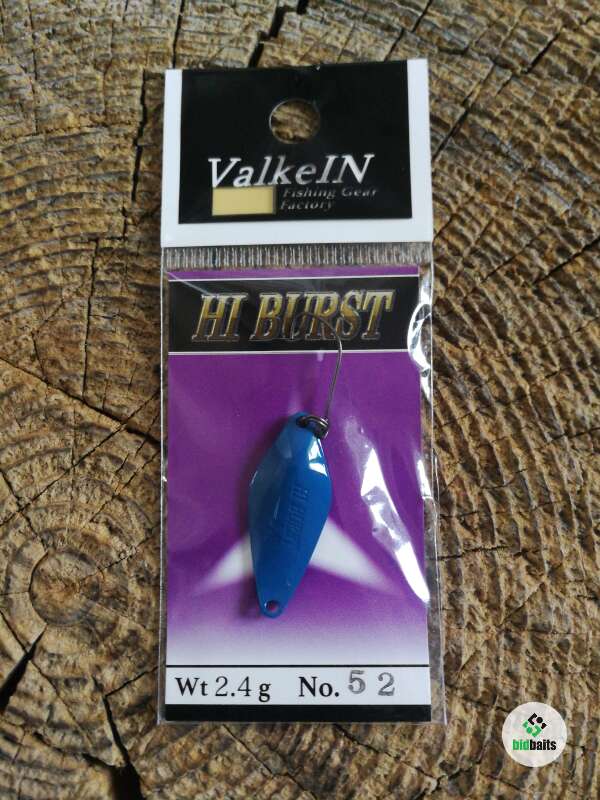 ValkeIN
Fishing Gear
Factory
HI BURST
Wt 2.4 g No. 52
bidbaits